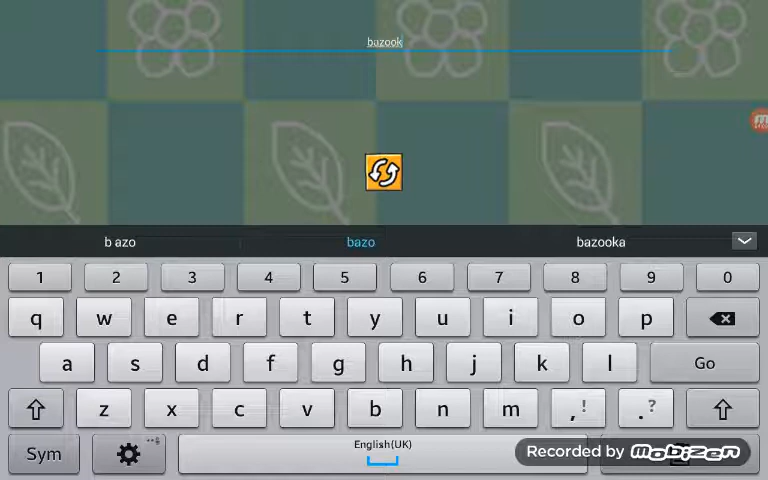 bazook
b azo bazo bazooka
1 2 3 4 5 6 7 8 9 0
q w e r t y u i o p
a s d f g h j k l Go
z x c v b n m , ! . ?
Sym English(UK)
Recorded by mobizen